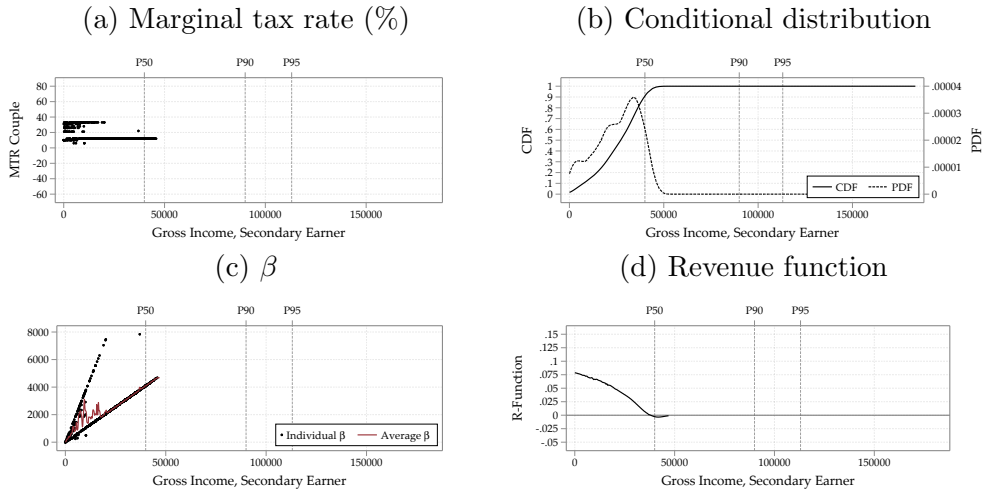 (a) Marginal tax rate (%)
P50 P90 P95
80
60
40
20
0
-20
-40
-60
MTR Couple
0 50000 100000 150000
Gross Income, Secondary Earner
(b) Conditional distribution
P50 P90 P95
1
.9
.8
.7
.6
.5
.4
.3
.2
.1
0
CDF
.00004
.00003
.00002
.00001
0
PDF
CDF PDF
0 50000 100000 150000
Gross Income, Secondary Earner
(c) β
P50 P90 P95
8000
6000
4000
2000
0
Individual β Average β
0 50000 100000 150000
Gross Income, Secondary Earner
(d) Revenue function
P50 P90 P95
.15
.125
.1
.075
.05
.025
0
-.025
-.05
R-Function
0 50000 100000 150000
Gross Income, Secondary Earner